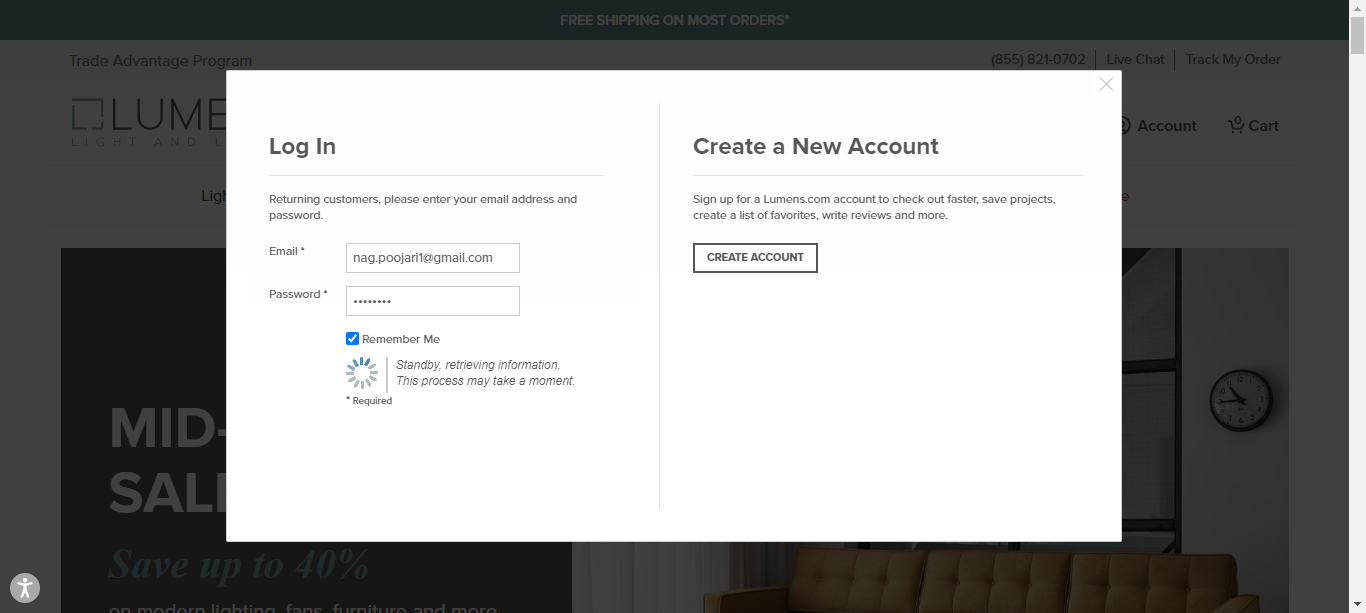 FREE SHIPPING ON MOST ORDERS*
Trade Advantage Program
(855) 821-0702
Live Chat
Track My Order
LUME
LIGHT AND L
Account
0
Cart
Ligh
e
Log In
Returning customers, please enter your email address and
password.
Email *
nag.poojari1@gmail.com
Password *
••••••••
Remember Me
Standby, retrieving information.
This process may take a moment.
* Required
Create a New Account
Sign up for a Lumens.com account to check out faster, save projects,
create a list of favorites, write reviews and more.
CREATE ACCOUNT
MID-
SAL
Save up to 40%
on modern lighting, fans, furniture and more